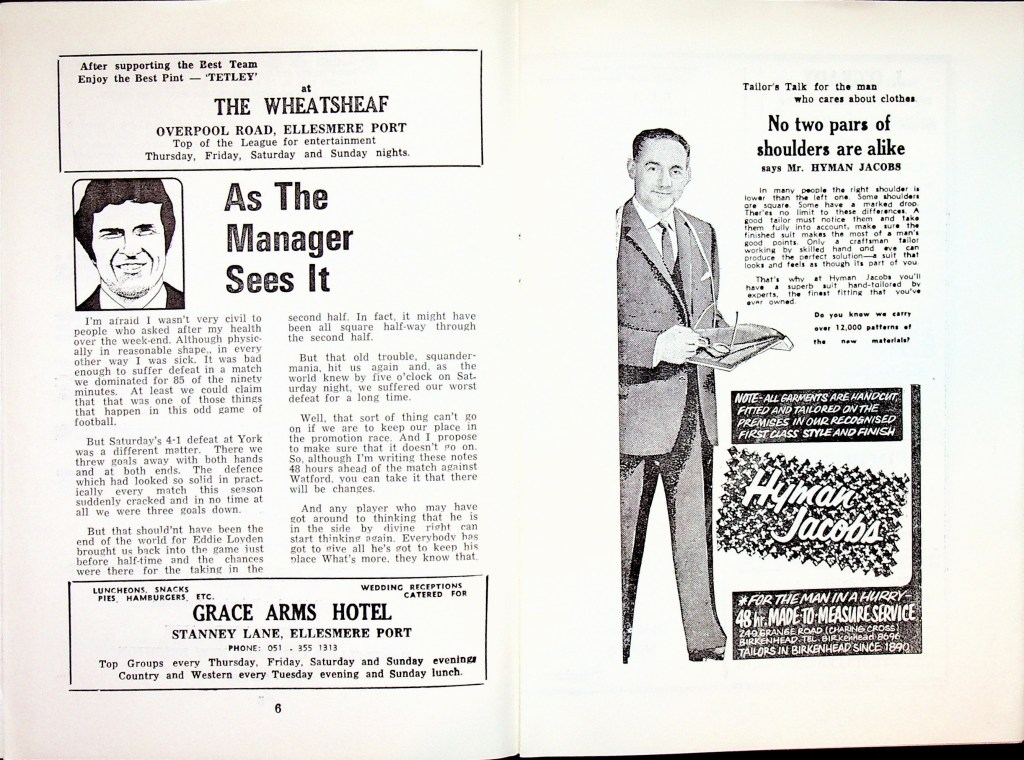 After supporting the Best Team
Enjoy the Best Pint — 'TETLEY'
at
THE WHEATSHEAF
OVERPOOL ROAD, ELLESMERE PORT
Top of the League for entertainment
Thursday, Friday, Saturday and Sunday nights.
As The
Manager
Sees It
I'm afraid I wasn't very civil to
people who asked after my health
over the week-end. Although physic-
ally in reasonable shape,, in every
other way I was sick. It was bad
enough to suffer defeat in a match
we dominated for 85 of the ninety
minutes. At least we could claim
that that was one of those things
that happen in this odd game of
football.
But Saturday's 4-1 defeat at York
was a different matter. There we
threw goals away with both hands
and at both ends. The defence
which had looked so solid in pract-
ically every match this season
suddenly cracked and in no time at
all we were three goals down.
But that should'nt have been the
end of the world for Eddie Loyden
brought us back into the game just
before half-time and the chances
were there for the taking in the
second half. In fact, it might have
been all square half-way through
the second half.
But that old trouble, squander-
mania, hit us again and, as the
world knew by five o'clock on Sat-
urday night, we suffered our worst
defeat for a long time.
Well, that sort of thing can't go
on if we are to keep our place in
the promotion race. And I propose
to make sure that it doesn't go on.
So, although I'm writing these notes
48 hours ahead of the match against
Watford, you can take it that there
will be changes.
And any player who may have
got around to thinking that he is
in the side by divine right can
start thinking again. Everybody has
got to give all he's got to keep his
place What's more, they know that.
LUNCHEONS, SNACKS
PIES, HAMBURGERS, ETC.
WEDDING RECEPTIONS
CATERED FOR
GRACE ARMS HOTEL
STANNEY LANE, ELLESMERE PORT
PHONE: 051 - 355 1313
Top Groups every Thursday, Friday, Saturday and Sunday evenings
Country and Western every Tuesday evening and Sunday lunch.
6
Tailor's Talk for the man
who cares about clothes.
No two pairs of
shoulders are alike
says Mr. HYMAN JACOBS
In many people the right shoulder is
lower than the left one. Some shoulders
are square. Some have a marked drop.
Ther'es no limit to these differences. A
good tailor must notice them and take
them fully into account, make sure the
finished suit makes the most of a man's
good points. Only a craftsman tailor
working by skilled hand and eye can
produce the perfect solution—a suit that
looks and feels as though its part of you.
That's why at Hyman Jacobs you'll
have a superb suit hand-tailored by
experts, the finest fitting that you've
ever owned.
Do you know we carry
over 12,000 patterns of
the new materials?
NOTE - ALL GARMENTS ARE HANDCUT,
FITTED AND TAILORED ON THE
PREMISES IN OUR RECOGNISED
FIRST CLASS STYLE AND FINISH
Hyman
Jacobs
*FOR THE MAN IN A HURRY-
48 hr. MADE-TO-MEASURE SERVICE
249 GRANGE ROAD (CHARING CROSS)
BIRKENHEAD. TEL. Birkenhead 8696
TAILORS IN BIRKENHEAD SINCE 1890